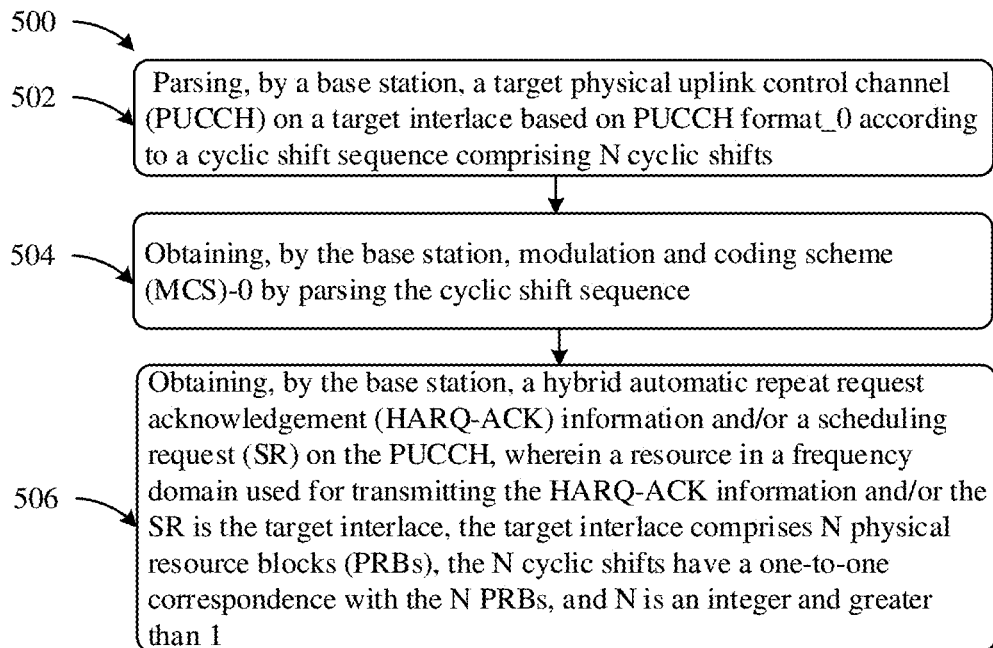 500
502
Parsing, by a base station, a target physical uplink control channel
(PUCCH) on a target interlace based on PUCCH format_0 according
to a cyclic shift sequence comprising N cyclic shifts
504
Obtaining, by the base station, modulation and coding scheme
(MCS)-0 by parsing the cyclic shift sequence
506
Obtaining, by the base station, a hybrid automatic repeat request
acknowledgement (HARQ-ACK) information and/or a scheduling
request (SR) on the PUCCH, wherein a resource in a frequency
domain used for transmitting the HARQ-ACK information and/or the
SR is the target interlace, the target interlace comprises N physical
resource blocks (PRBs), the N cyclic shifts have a one-to-one
correspondence with the N PRBs, and N is an integer and greater
than 1